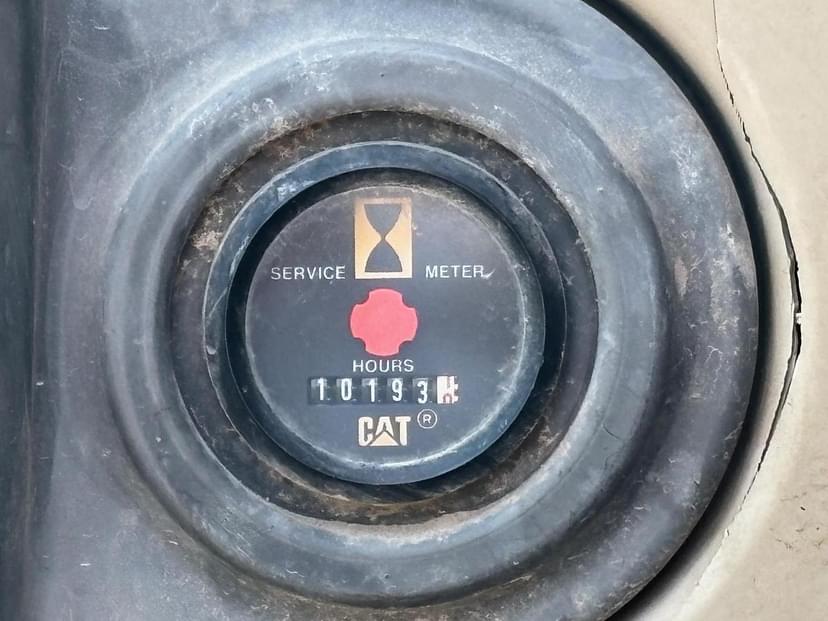 SERVICE METER
HOURS
10193
CAT®